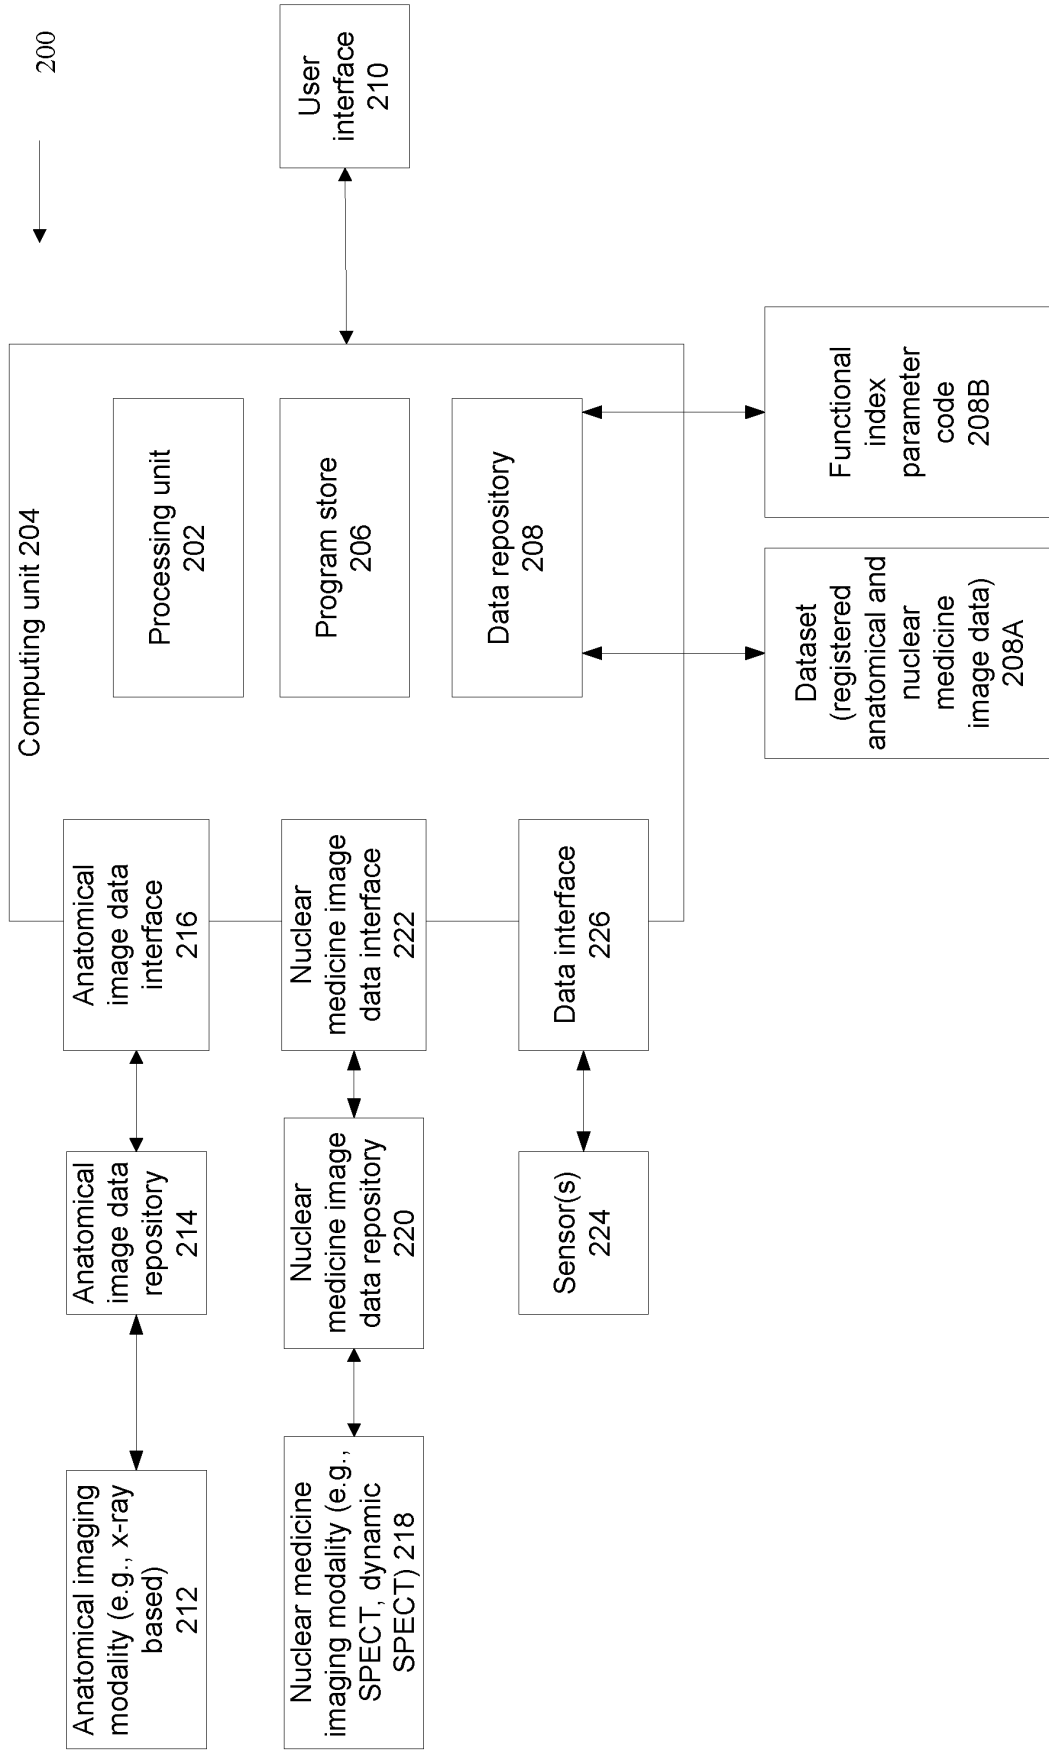 200
Computing unit 204
Anatomical imaging
modality (e.g., x-ray
based)
212
Anatomical
image data
repository
214
Anatomical
image data
interface
216
Processing unit
202
Nuclear medicine
imaging modality (e.g.,
SPECT, dynamic
SPECT) 218
Nuclear
medicine image
data repository
220
Nuclear
medicine image
data interface
222
Program store
206
User
interface
210
Sensor(s)
224
Data interface
226
Data repository
208
Dataset
(registered
anatomical and
nuclear
medicine
image data)
208A
Functional
index
parameter
code
208B